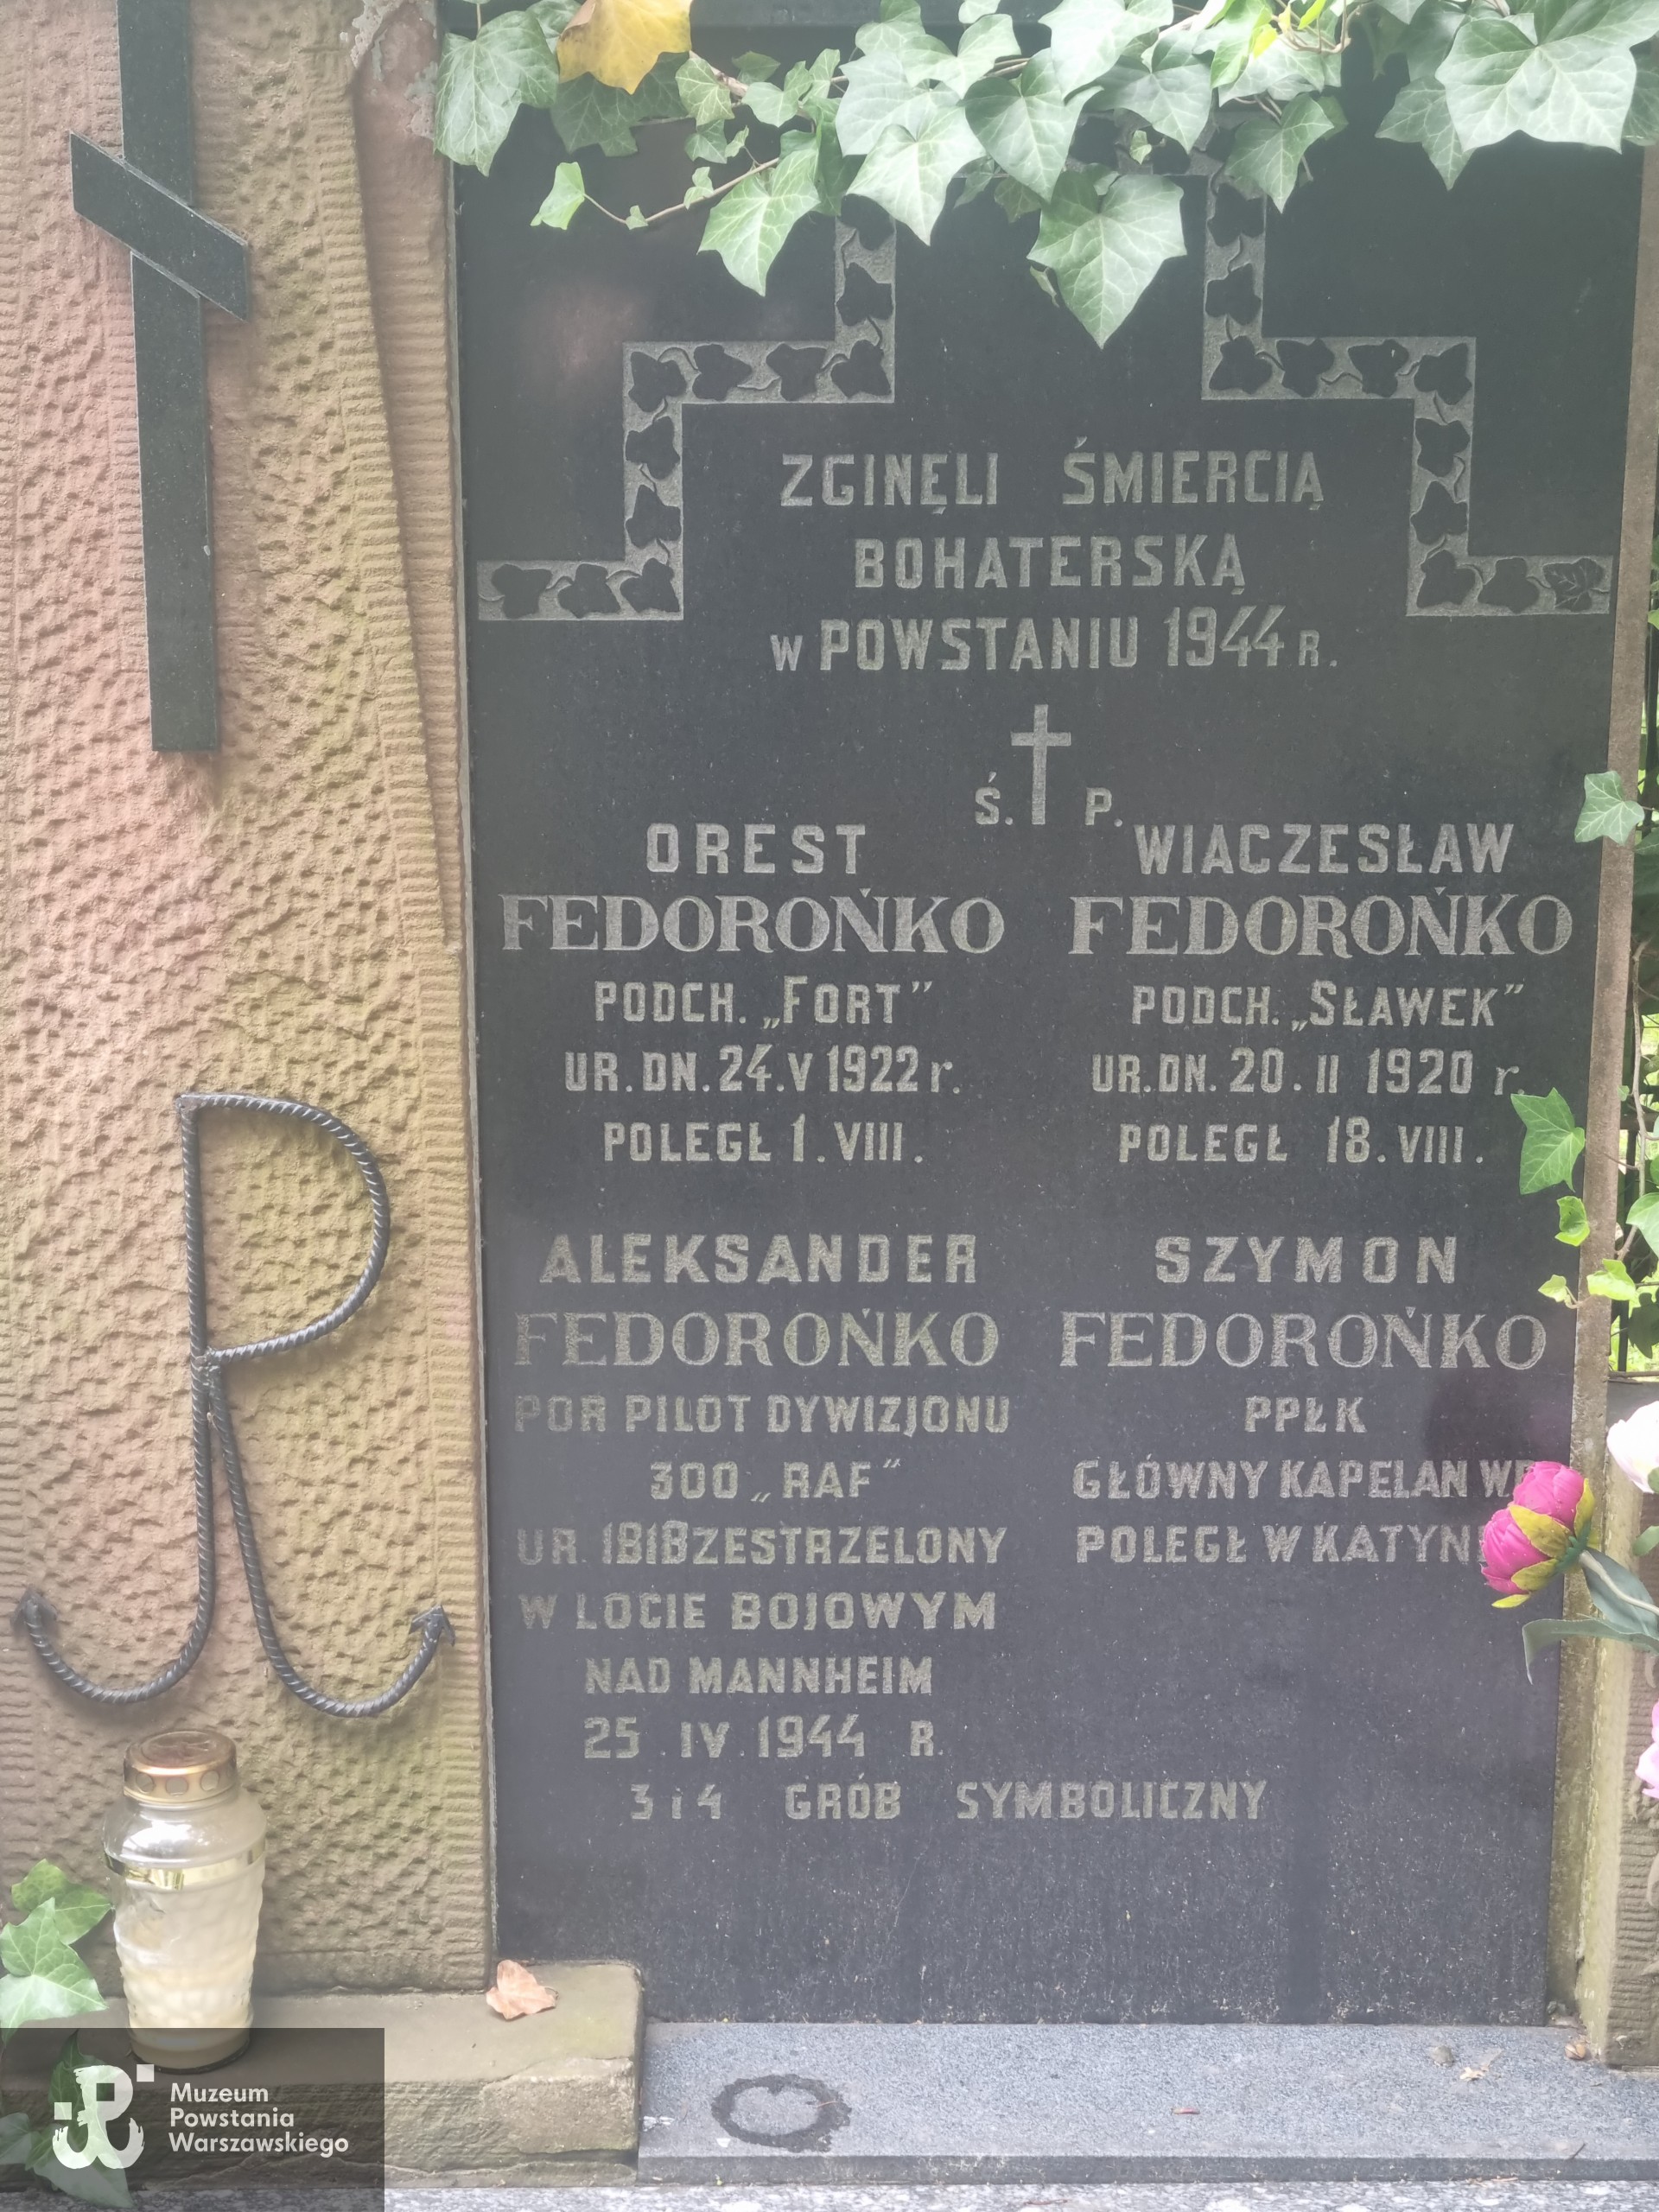 ZGINĘLI ŚMIERCIĄ
BOHATERSKĄ
W POWSTANIU 1944 R.
Ś. P.
OREST
FEDOROŃKO
PODCH. „FORT”
UR. DN. 24. V 1922 r.
POLEGŁ 1. VIII.
WIACZESŁAW
FEDOROŃKO
PODCH. „SŁAWEK”
UR. DN. 20. II 1920 r.
POLEGŁ 18. VIII.
ALEKSANDER
FEDOROŃKO
POR PILOT DYWIZJONU
300 „RAF”
UR. 1818 ZESTRZELONY
W LOCIE BOJOWYM
NAD MANNHEIM
25. IV. 1944 R.
SZYMON
FEDOROŃKO
PPŁK
GŁÓWNY KAPELAN
POLEGŁ W
3 i 4 GRÓB SYMBOLICZNY
Muzeum
Powstania
Warszawskiego